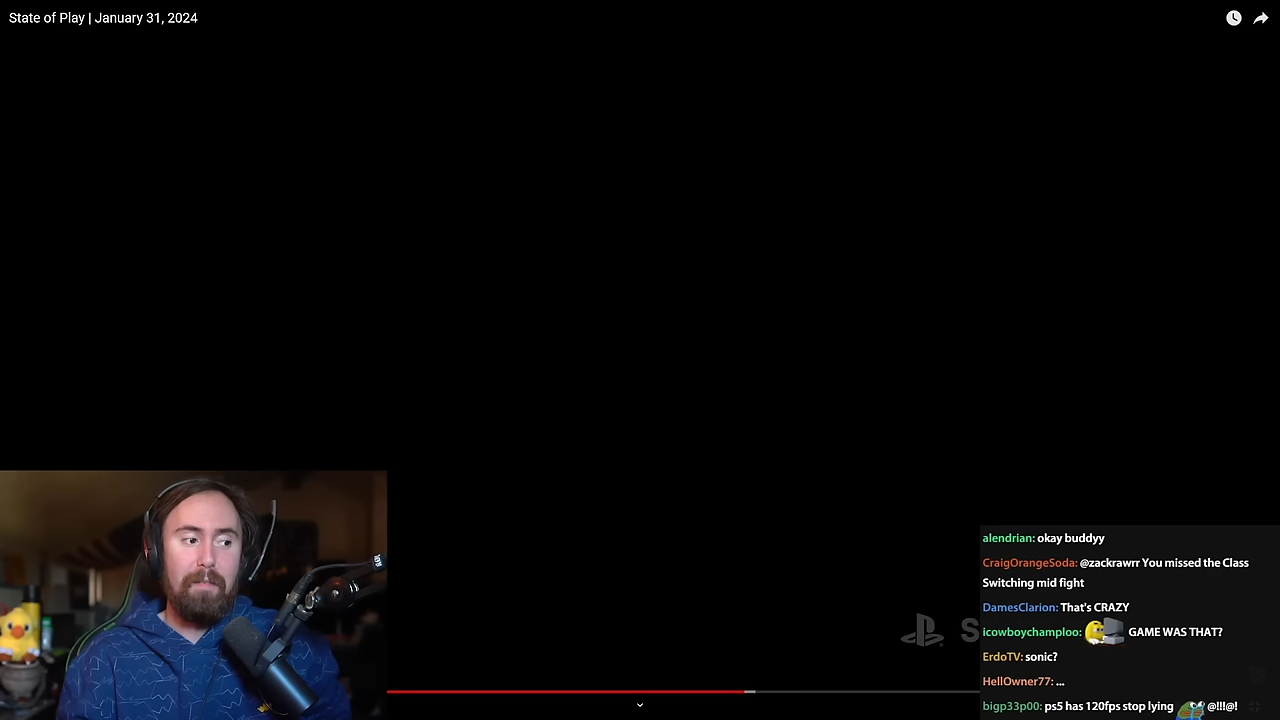 State of Play | January 31, 2024
alendrian: okay buddyy
CraigOrangeSoda: @zackrawrr You missed the Class
Switching mid fight
DamesClarion: That's CRAZY
icowboychamploo: GAME WAS THAT?
S
ErdoTV: sonic?
HellOwner77: ...
bigp33p00: ps5 has 120fps stop lying @!!!@!